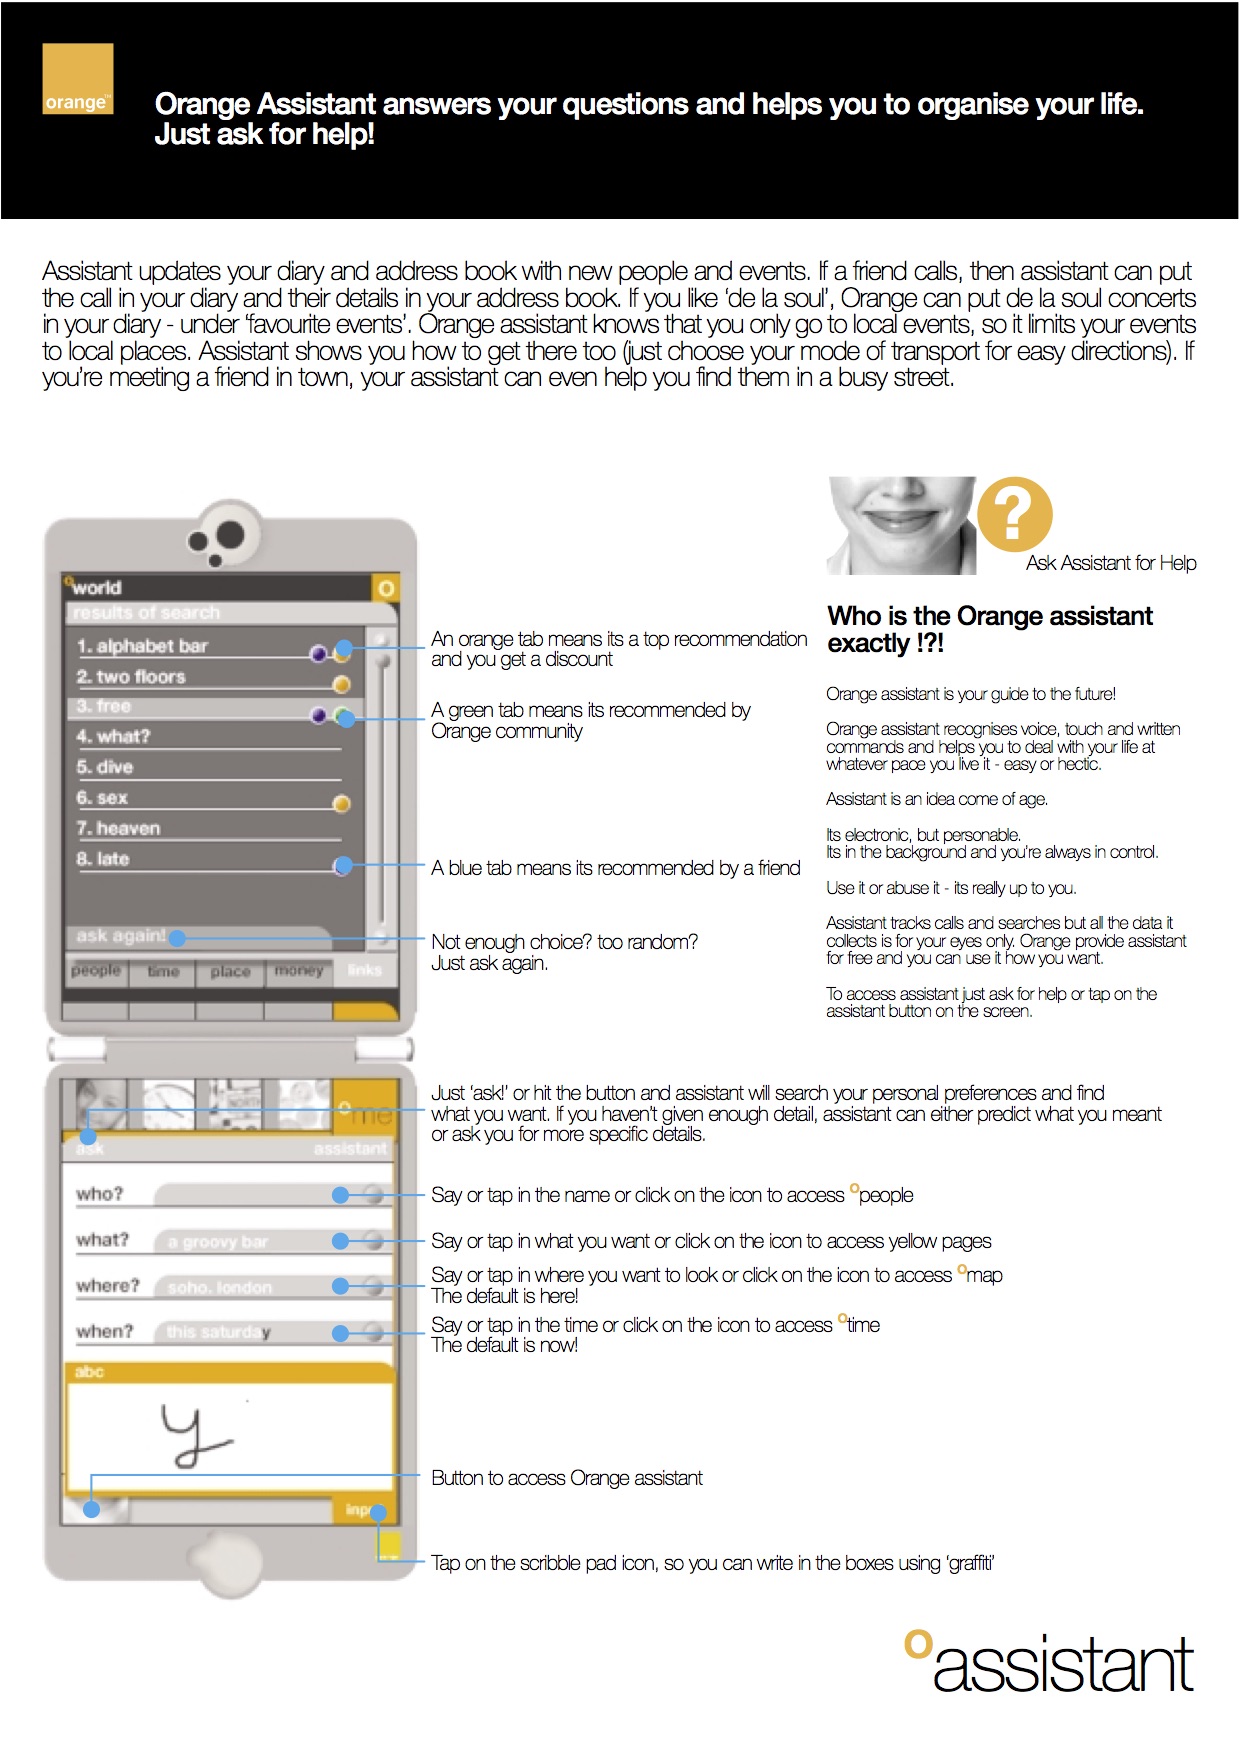 orange™
Orange Assistant answers your questions and helps you to organise your life.
Just ask for help!
Assistant updates your diary and address book with new people and events. If a friend calls, then assistant can put
the call in your diary and their details in your address book. If you like ‘de la soul’, Orange can put de la soul concerts
in your diary - under ‘favourite events’. Orange assistant knows that you only go to local events, so it limits your events
to local places. Assistant shows you how to get there too (just choose your mode of transport for easy directions). If
you’re meeting a friend in town, your assistant can even help you find them in a busy street.
°world
O
results of search
1. alphabet bar
2. two floors
3. free
4. what?
5. dive
6. sex
7. heaven
8. late
ask again!
people time place money links
An orange tab means its a top recommendation
and you get a discount
A green tab means its recommended by
Orange community
A blue tab means its recommended by a friend
Not enough choice? too random?
Just ask again.
?
Ask Assistant for Help
Who is the Orange assistant
exactly !?!
Orange assistant is your guide to the future!
Orange assistant recognises voice, touch and written
commands and helps you to deal with your life at
whatever pace you live it - easy or hectic.
Assistant is an idea come of age.
Its electronic, but personable.
Its in the background and you’re always in control.
Use it or abuse it - its really up to you.
Assistant tracks calls and searches but all the data it
collects is for your eyes only. Orange provide assistant
for free and you can use it how you want.
To access assistant just ask for help or tap on the
assistant button on the screen.
NORTH
°me
ask assistant
who?
what? a groovy bar
where? soho, london
when? this saturday
abc
y
Just ‘ask!’ or hit the button and assistant will search your personal preferences and find
what you want. If you haven’t given enough detail, assistant can either predict what you meant
or ask you for more specific details.
Say or tap in the name or click on the icon to access °people
Say or tap in what you want or click on the icon to access yellow pages
Say or tap in where you want to look or click on the icon to access °map
The default is here!
Say or tap in the time or click on the icon to access °time
The default is now!
Button to access Orange assistant
Tap on the scribble pad icon, so you can write in the boxes using ‘graffiti’
°assistant